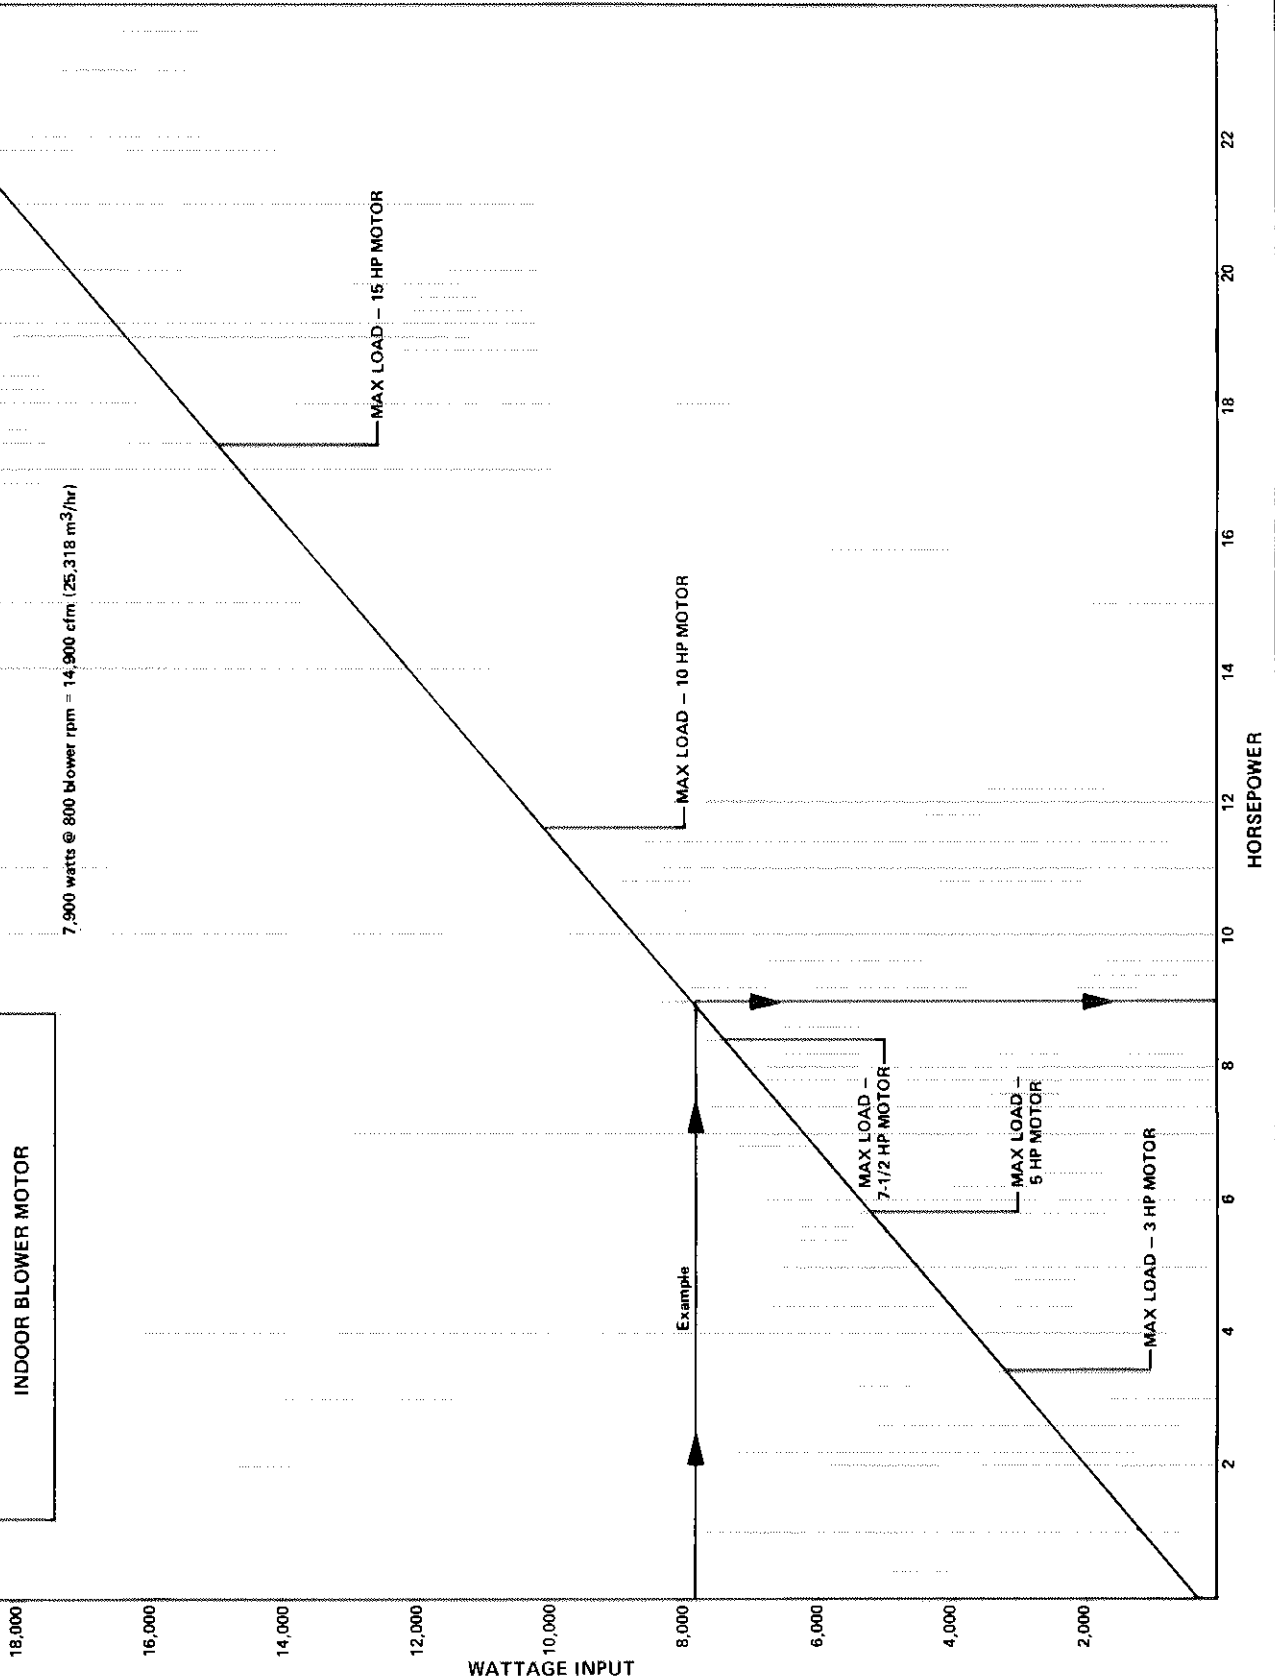 INDOOR BLOWER MOTOR
7,900 watts @ 800 blower rpm = 14,900 cfm (25,318 m³/hr)
MAX LOAD – 15 HP MOTOR
MAX LOAD – 10 HP MOTOR
MAX LOAD –
7-1/2 HP MOTOR
MAX LOAD –
5 HP MOTOR
MAX LOAD – 3 HP MOTOR
Example
WATTAGE INPUT
18,000
16,000
14,000
12,000
10,000
8,000
6,000
4,000
2,000
2
4
6
8
10
12
14
16
18
20
22
HORSEPOWER